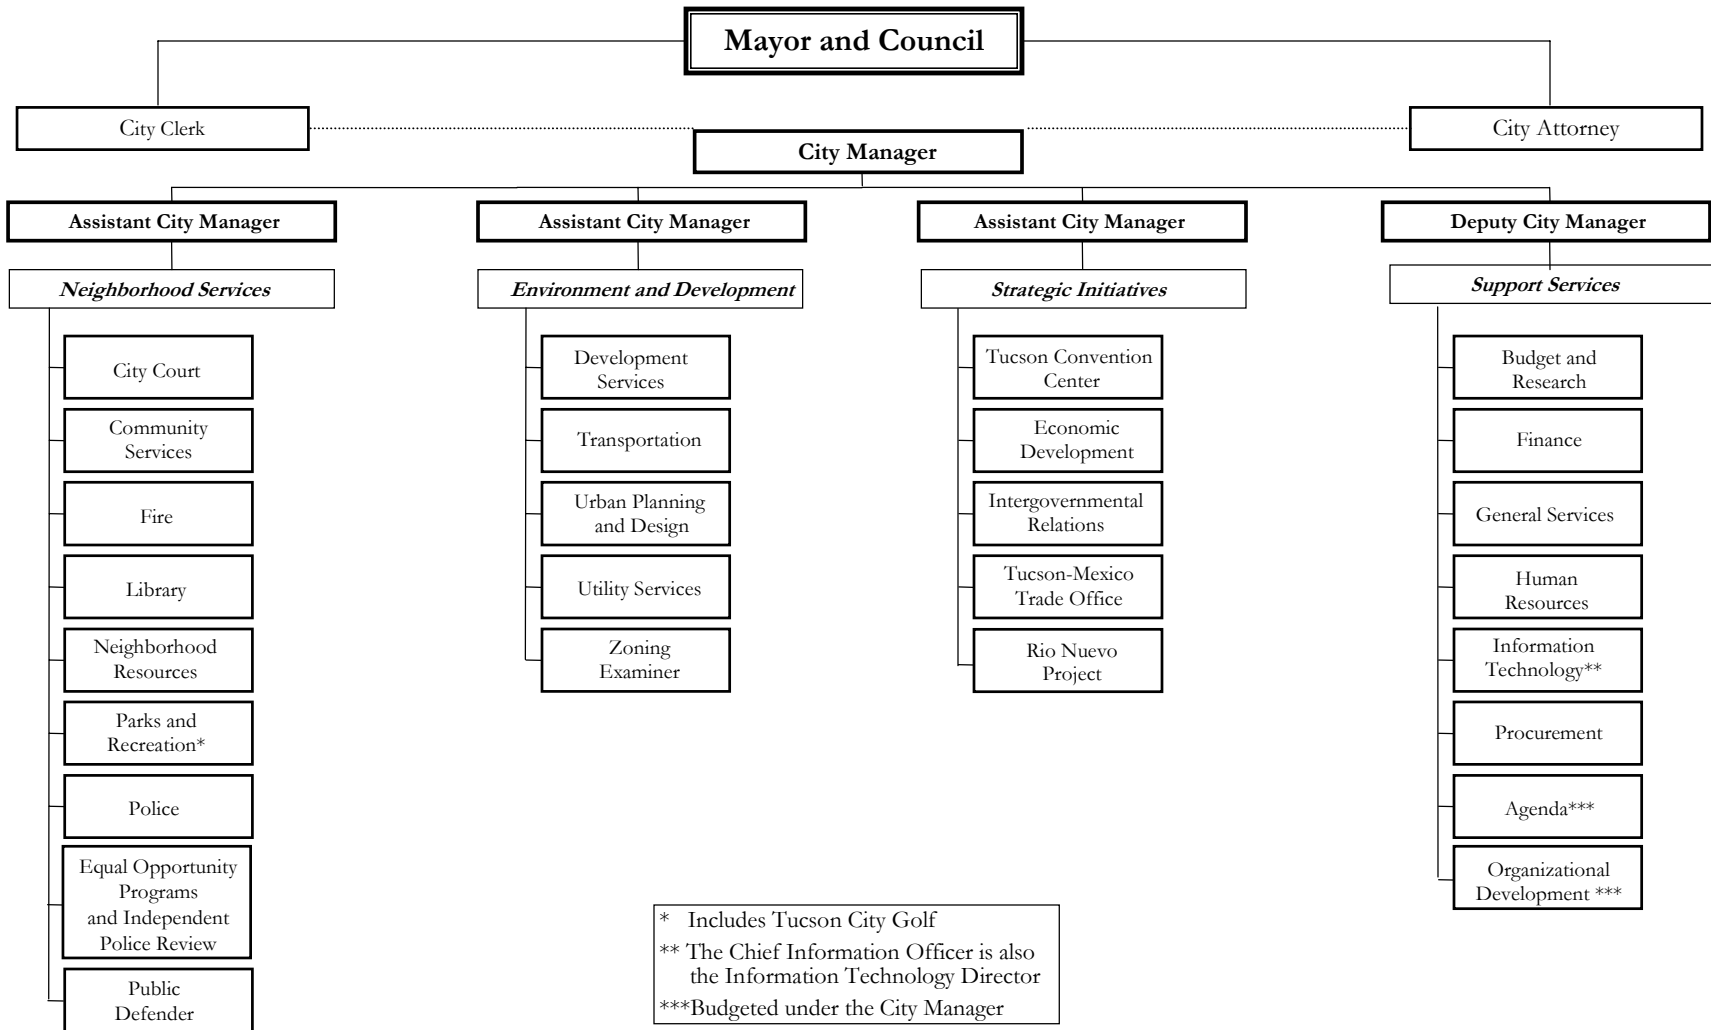 Mayor and Council
City Clerk
City Attorney
City Manager
Assistant City Manager
Assistant City Manager
Assistant City Manager
Deputy City Manager
Neighborhood Services
Environment and Development
Strategic Initiatives
Support Services
City Court
Community
Services
Fire
Library
Neighborhood
Resources
Parks and
Recreation*
Police
Equal Opportunity
Programs
and Independent
Police Review
Public
Defender
Development
Services
Transportation
Urban Planning
and Design
Utility Services
Zoning
Examiner
Tucson Convention
Center
Economic
Development
Intergovernmental
Relations
Tucson-Mexico
Trade Office
Rio Nuevo
Project
Budget and
Research
Finance
General Services
Human
Resources
Information
Technology**
Procurement
Agenda***
Organizational
Development ***
* Includes Tucson City Golf
** The Chief Information Officer is also
the Information Technology Director
***Budgeted under the City Manager